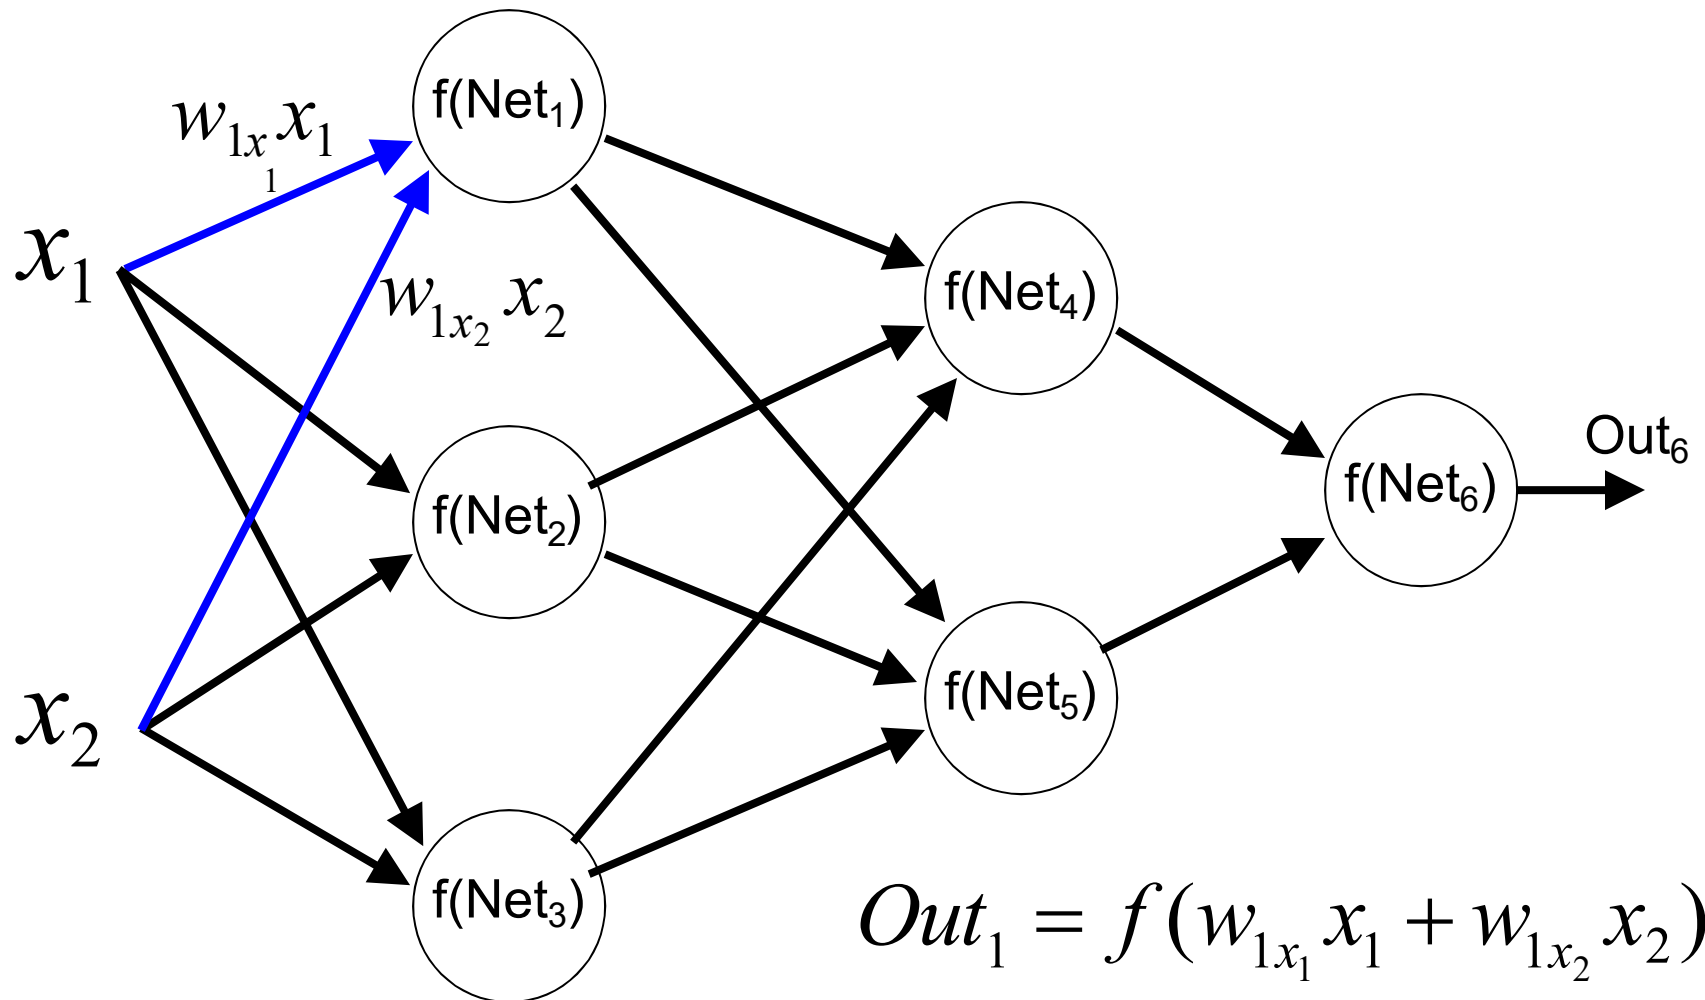 f(Net₁)
w₁ₓ₁ x₁
x₁
w₁ₓ₂ x₂
f(Net₄)
Out₆
f(Net₆)
f(Net₂)
f(Net₅)
x₂
f(Net₃)
Out₁ = f(w₁ₓ₁ x₁ + w₁ₓ₂ x₂)